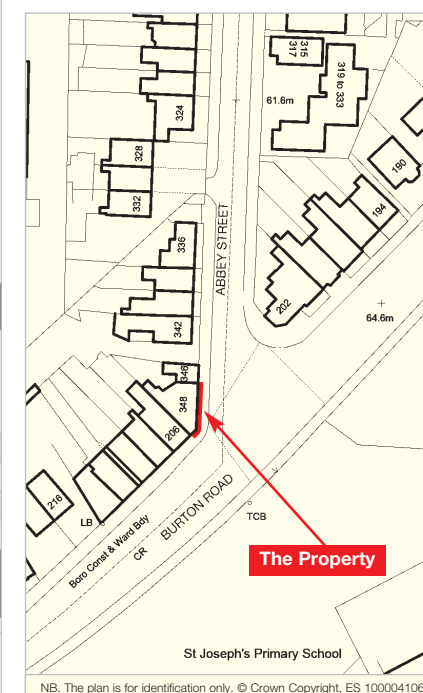 315
317
319 to 333
324
61.6m
328
190
332
194
ABBEY STREET
336
202
64.6m
342
346
348
206
216
LB
BURTON ROAD
TCB
Boro Const & Ward Bdy
CR
The Property
St Joseph's Primary School
NB. The plan is for identification only. © Crown Copyright, ES 100004106